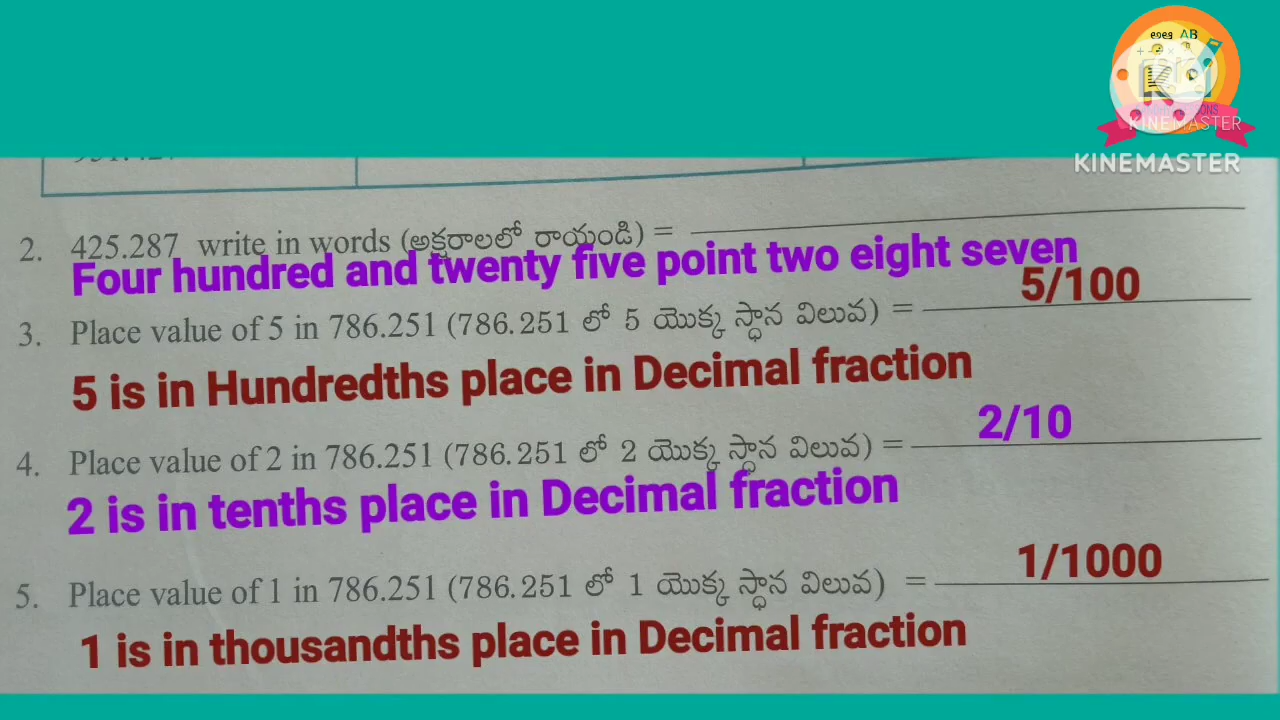 KINEMASTER
KINEMASTER
2. 425.287 write in words (అక్షరాలలో రాయండి) =
Four hundred and twenty five point two eight seven
3. Place value of 5 in 786.251 (786.251 లో 5 యొక్క స్థాన విలువ) = 5/100
5 is in Hundredths place in Decimal fraction
4. Place value of 2 in 786.251 (786.251 లో 2 యొక్క స్థాన విలువ) = 2/10
2 is in tenths place in Decimal fraction
5. Place value of 1 in 786.251 (786.251 లో 1 యొక్క స్థాన విలువ) = 1/1000
1 is in thousandths place in Decimal fraction